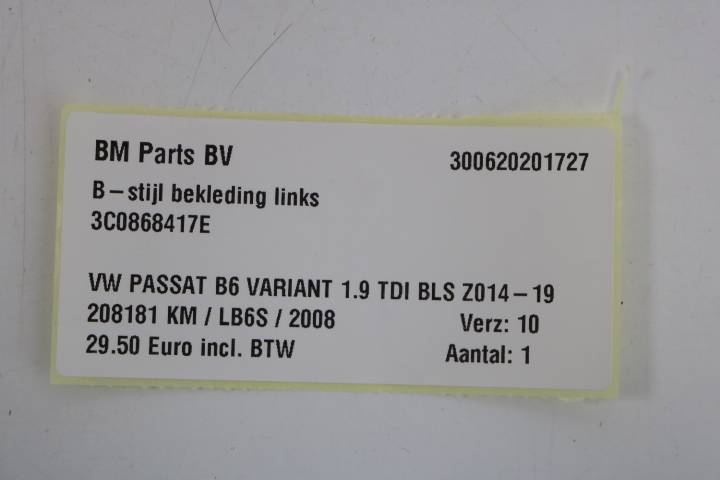 BM Parts BV 300620201727
B-stijl bekleding links
3C0868417E
VW PASSAT B6 VARIANT 1.9 TDI BLS Z014-19
208181 KM / LB6S / 2008 Verz: 10
29.50 Euro incl. BTW Aantal: 1